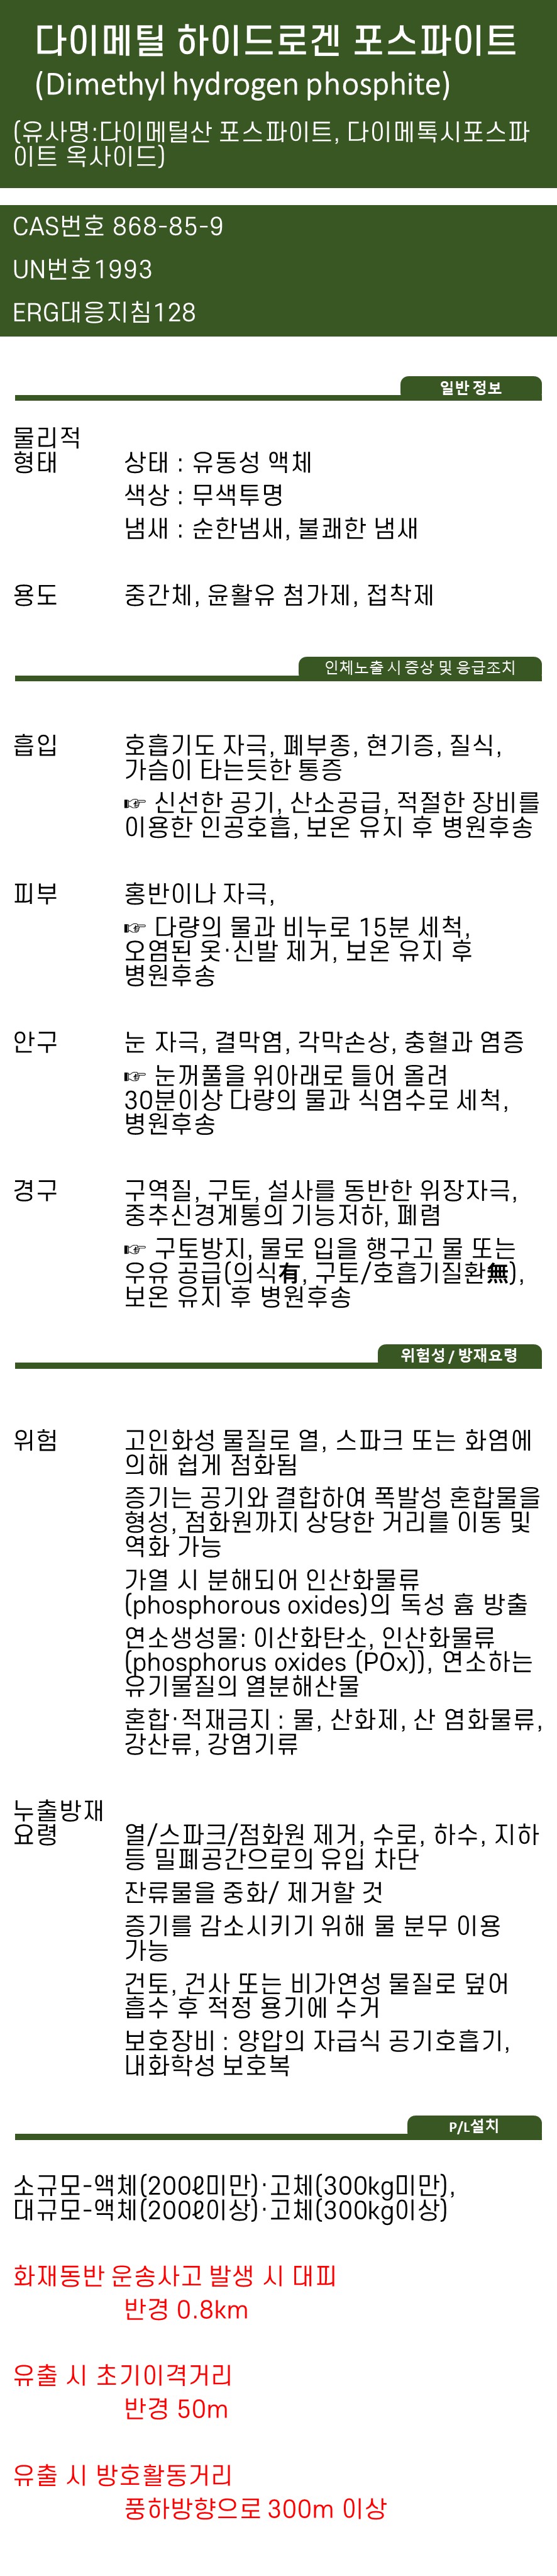 다이메틸 하이드로겐 포스파이트
(Dimethyl hydrogen phosphite)
(유사명:다이메틸산 포스파이트, 다이메톡시포스파
이트 옥사이드)
CAS번호 868-85-9
UN번호1993
ERG대응지침128
일반 정보
물리적
형태 상태 : 유동성 액체
색상 : 무색투명
냄새 : 순한냄새, 불쾌한 냄새
용도 중간체, 윤활유 첨가제, 접착제
인체노출 시 증상 및 응급조치
흡입 호흡기도 자극, 폐부종, 현기증, 질식,
가슴이 타는듯한 통증
☞ 신선한 공기, 산소공급, 적절한 장비를
이용한 인공호흡, 보온 유지 후 병원후송
피부 홍반이나 자극,
☞ 다량의 물과 비누로 15분 세척,
오염된 옷·신발 제거, 보온 유지 후
병원후송
안구 눈 자극, 결막염, 각막손상, 충혈과 염증
☞ 눈꺼풀을 위아래로 들어 올려
30분이상 다량의 물과 식염수로 세척,
병원후송
경구 구역질, 구토, 설사를 동반한 위장자극,
중추신경계통의 기능저하, 폐렴
☞ 구토방지, 물로 입을 행구고 물 또는
우유 공급(의식有, 구토/호흡기질환無),
보온 유지 후 병원후송
위험성 / 방재요령
위험 고인화성 물질로 열, 스파크 또는 화염에
의해 쉽게 점화됨
증기는 공기와 결합하여 폭발성 혼합물을
형성, 점화원까지 상당한 거리를 이동 및
역화 가능
가열 시 분해되어 인산화물류
(phosphorous oxides)의 독성 흄 방출
연소생성물: 이산화탄소, 인산화물류
(phosphorus oxides (POx)), 연소하는
유기물질의 열분해산물
혼합·적재금지 : 물, 산화제, 산 염화물류,
강산류, 강염기류
누출방재
요령 열/스파크/점화원 제거, 수로, 하수, 지하
등 밀폐공간으로의 유입 차단
잔류물을 중화/ 제거할 것
증기를 감소시키기 위해 물 분무 이용
가능
건토, 건사 또는 비가연성 물질로 덮어
흡수 후 적정 용기에 수거
보호장비 : 양압의 자급식 공기호흡기,
내화학성 보호복
P/L설치
소규모-액체(200ℓ미만)·고체(300kg미만),
대규모-액체(200ℓ이상)·고체(300kg이상)
화재동반 운송사고 발생 시 대피
반경 0.8km
유출 시 초기이격거리
반경 50m
유출 시 방호활동거리
풍하방향으로 300m 이상